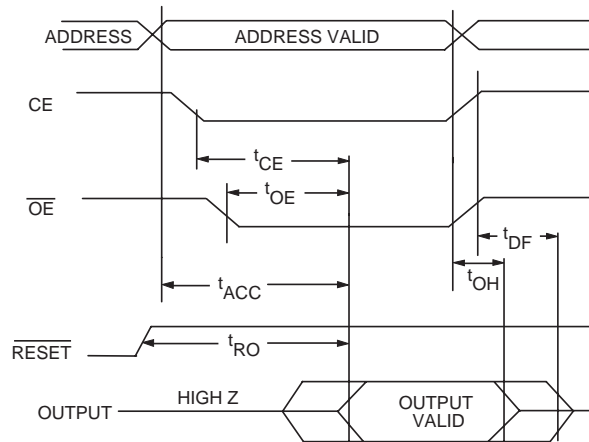 ADDRESS
ADDRESS VALID
CE
tCE
tOE
OE
tDF
tOH
tACC
RESET
tRO
HIGH Z
OUTPUT
OUTPUT
VALID